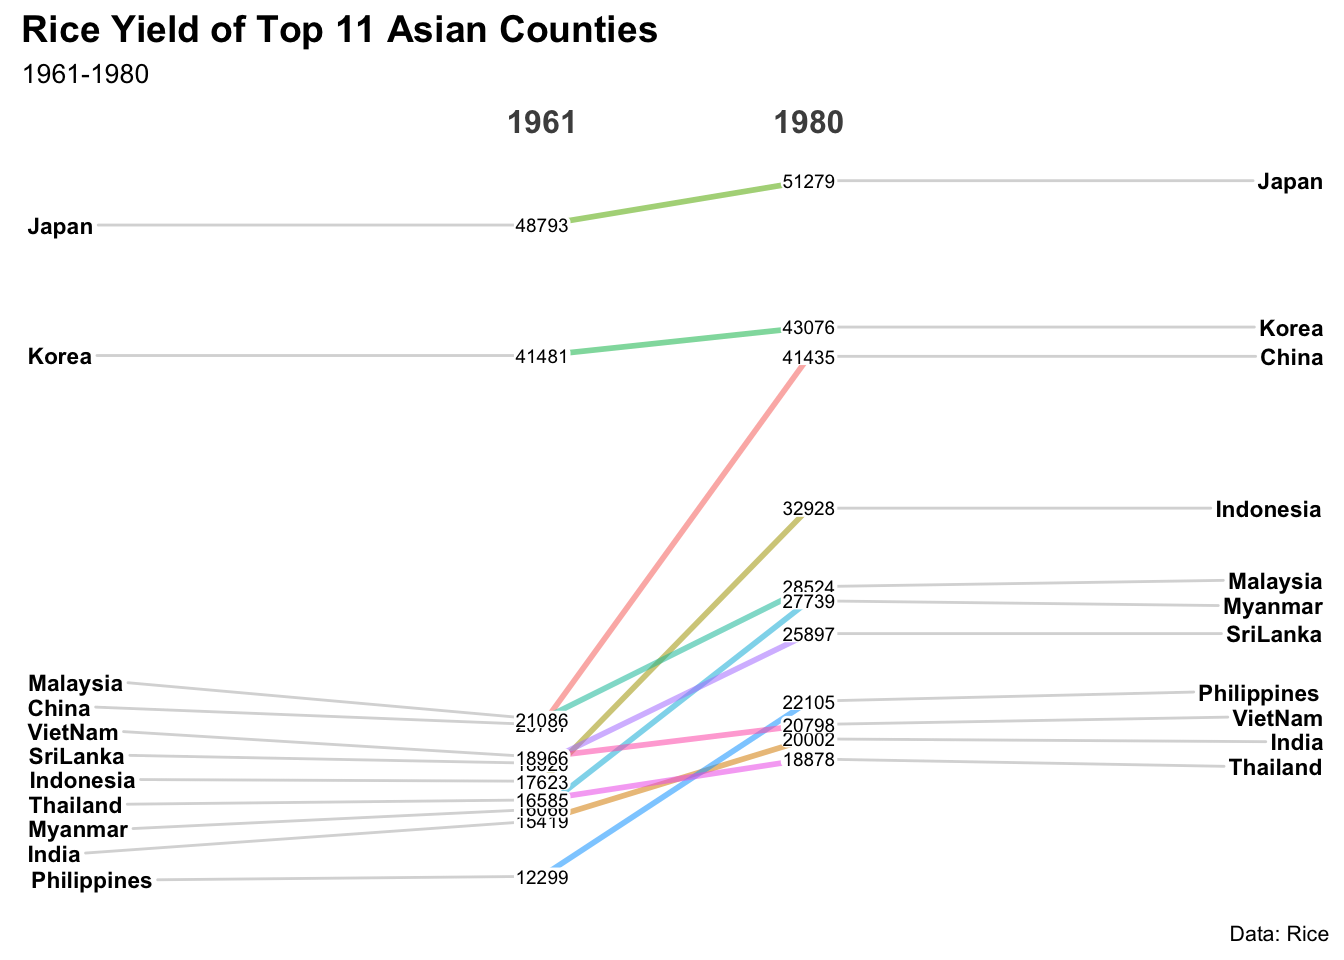 Rice Yield of Top 11 Asian Counties
1961-1980
1961 1980
51279 Japan
Japan 48793
43076 Korea
Korea 41481
41435 China
32928 Indonesia
28524 Malaysia
27739 Myanmar
25897 SriLanka
Malaysia 21086
22105 Philippines
China
20798 VietNam
VietNam 18966
20002 India
SriLanka
18878 Thailand
Indonesia 17623
Thailand 16585
Myanmar 16066
India 15419
Philippines 12299
Data: Rice